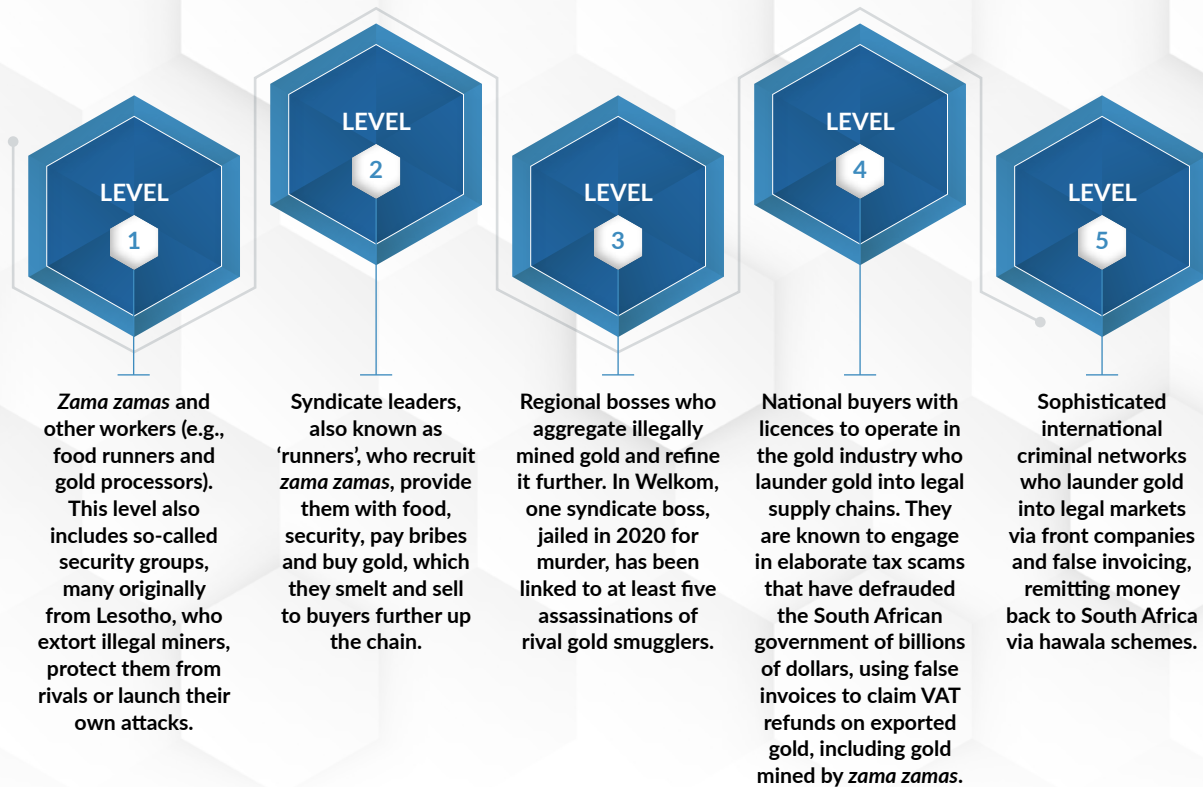 LEVEL
1
Zama zamas and
other workers (e.g.,
food runners and
gold processors).
This level also
includes so-called
security groups,
many originally
from Lesotho, who
extort illegal miners,
protect them from
rivals or launch their
own attacks.
LEVEL
2
Syndicate leaders,
also known as
‘runners’, who recruit
zama zamas, provide
them with food,
security, pay bribes
and buy gold, which
they smelt and sell
to buyers further up
the chain.
LEVEL
3
Regional bosses who
aggregate illegally
mined gold and refine
it further. In Welkom,
one syndicate boss,
jailed in 2020 for
murder, has been
linked to at least five
assassinations of
rival gold smugglers.
LEVEL
4
National buyers with
licences to operate in
the gold industry who
launder gold into legal
supply chains. They
are known to engage
in elaborate tax scams
that have defrauded
the South African
government of billions
of dollars, using false
invoices to claim VAT
refunds on exported
gold, including gold
mined by zama zamas.
LEVEL
5
Sophisticated
international
criminal networks
who launder gold
into legal markets
via front companies
and false invoicing,
remitting money
back to South Africa
via hawala schemes.